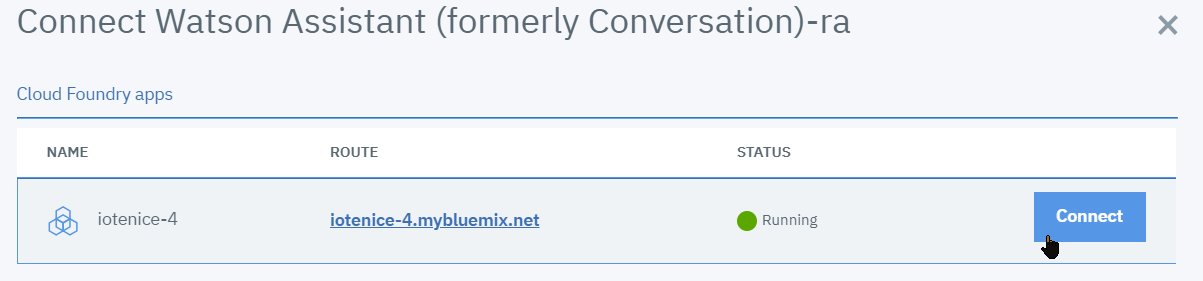 Connect Watson Assistant (formerly Conversation)-ra
Cloud Foundry apps
NAME ROUTE STATUS
iotenice-4 iotenice-4.mybluemix.net Running Connect